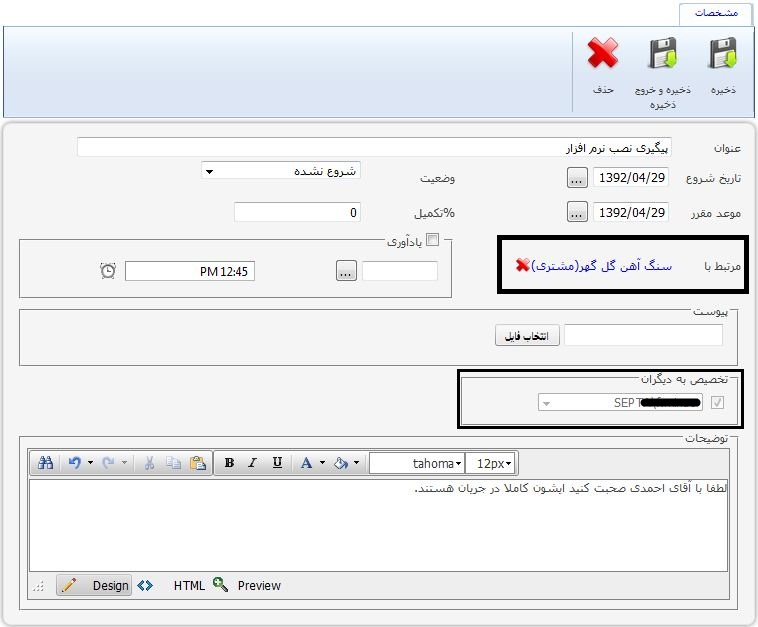 مشخصات
ذخیره
ذخیره و خروج
ذخیره
حذف
عنوان
پیگیری نصب نرم افزار
تاریخ شروع
1392/04/29
...
وضعیت
شروع نشده
موعد مقرر
1392/04/29
...
%تکمیل
0
مرتبط با
سنگ آهن گل گهر(مشتری)
یادآوری
...
PM 12:45
پیوست
انتخاب فایل
تخصیص به دیگران
SEPT
توضیحات
B I U A tahoma 12px
لطفا با آقای احمدی صحبت کنید ایشون کاملا در جریان هستند.
Design HTML Preview